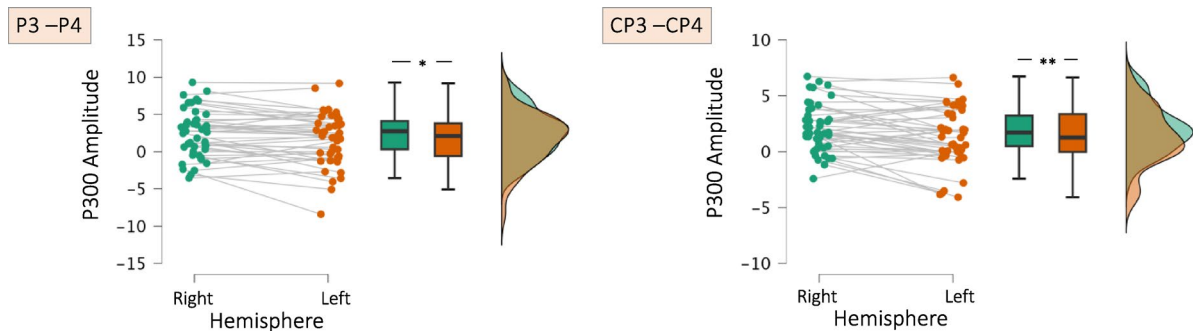 P3 –P4
15
10
5
0
−5
−10
−15
P300 Amplitude
*
Right
Left
Hemisphere
CP3 –CP4
10
5
0
−5
−10
P300 Amplitude
**
Right
Left
Hemisphere